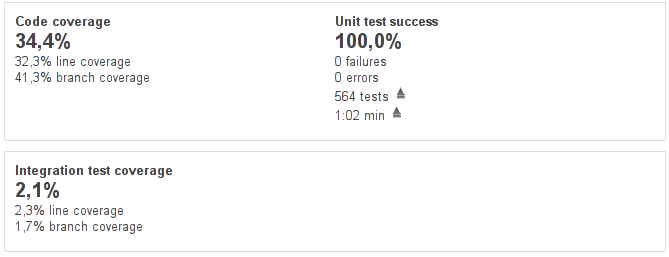 Code coverage
34,4%
32,3% line coverage
41,3% branch coverage
Unit test success
100,0%
0 failures
0 errors
564 tests
1:02 min
Integration test coverage
2,1%
2,3% line coverage
1,7% branch coverage